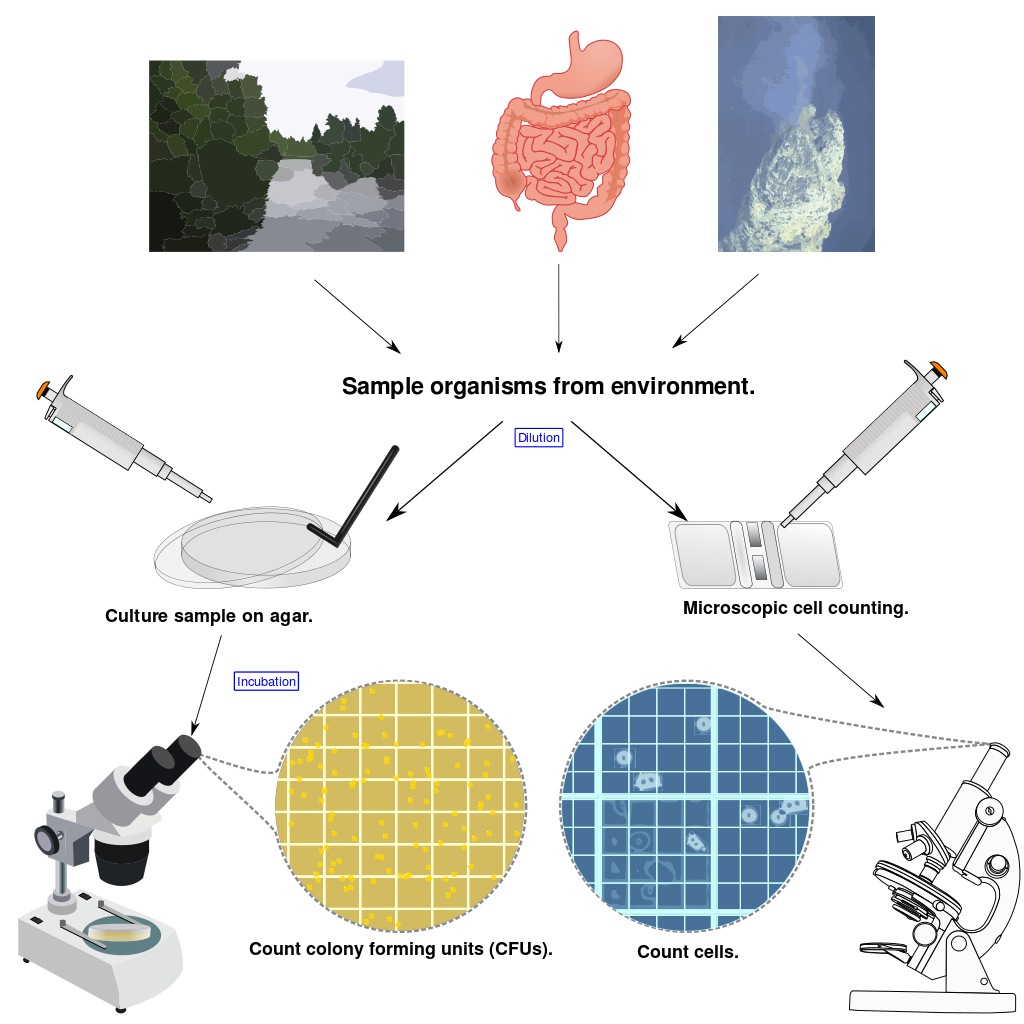 Sample organisms from environment.
Dilution
Culture sample on agar.
Microscopic cell counting.
Incubation
Count colony forming units (CFUs).
Count cells.